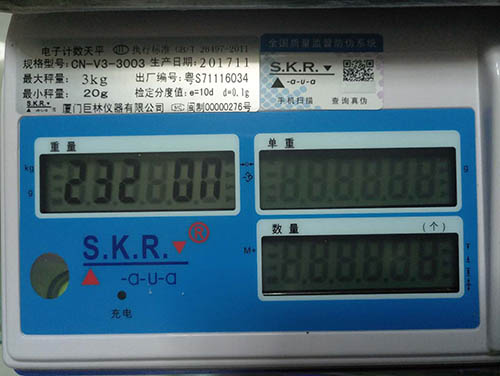 电子计数天平 执行标准 GB/T 26497-2011
规格型号: CN-V3-3003 生产日期: 201711
最大秤量: 3kg 出厂编号: 粤S71116034
最小秤量: 20g 检定分度值: e=10d d=0.1g
S.K.R. -a-u-a 厦门巨林仪器有限公司 MC 闽制00000276号
全国质量监督防伪系统
S.K.R.
-a-u-a
手机扫描 查询真伪
重量
kg
g
232 0n
单重
g
数量 (个)
M+
S.K.R.®
-a-u-a
充电